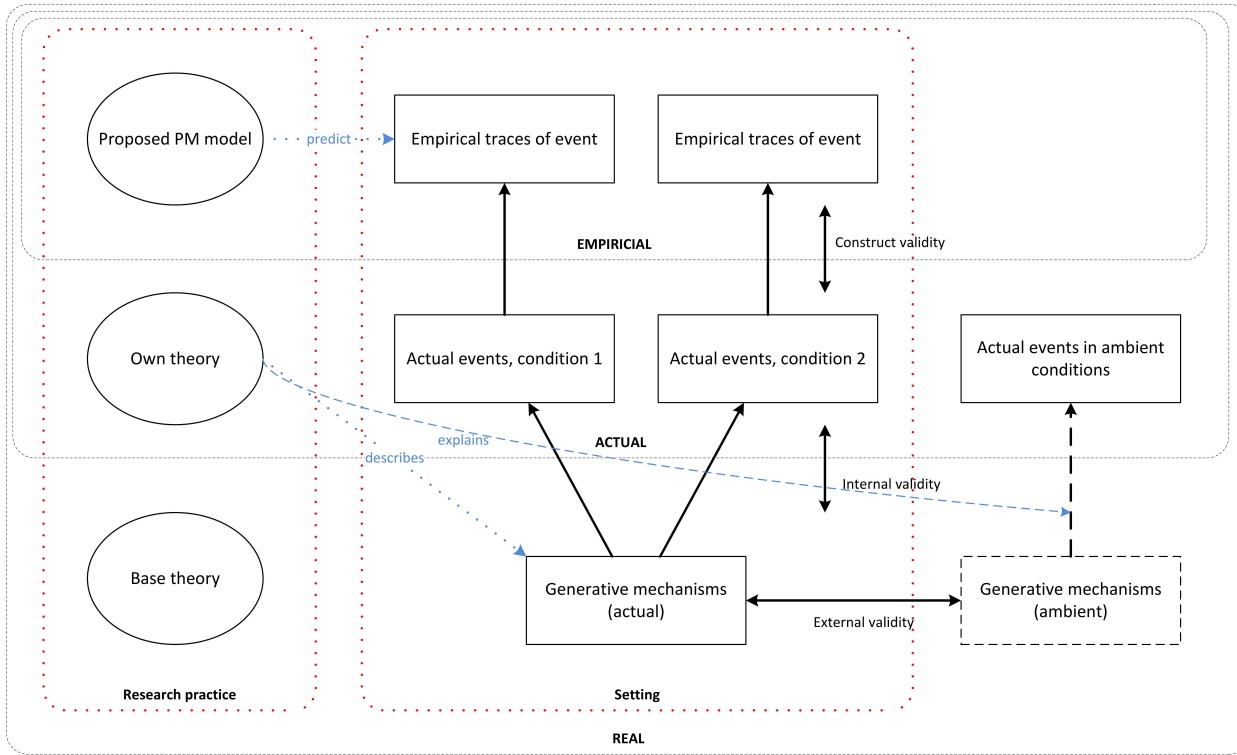 Proposed PM model
predict
Empirical traces of event
Empirical traces of event
EMPIRICIAL
Construct validity
Own theory
Actual events, condition 1
Actual events, condition 2
Actual events in ambient
conditions
explains
ACTUAL
describes
Internal validity
Base theory
Generative mechanisms
(actual)
External validity
Generative mechanisms
(ambient)
Research practice
Setting
REAL